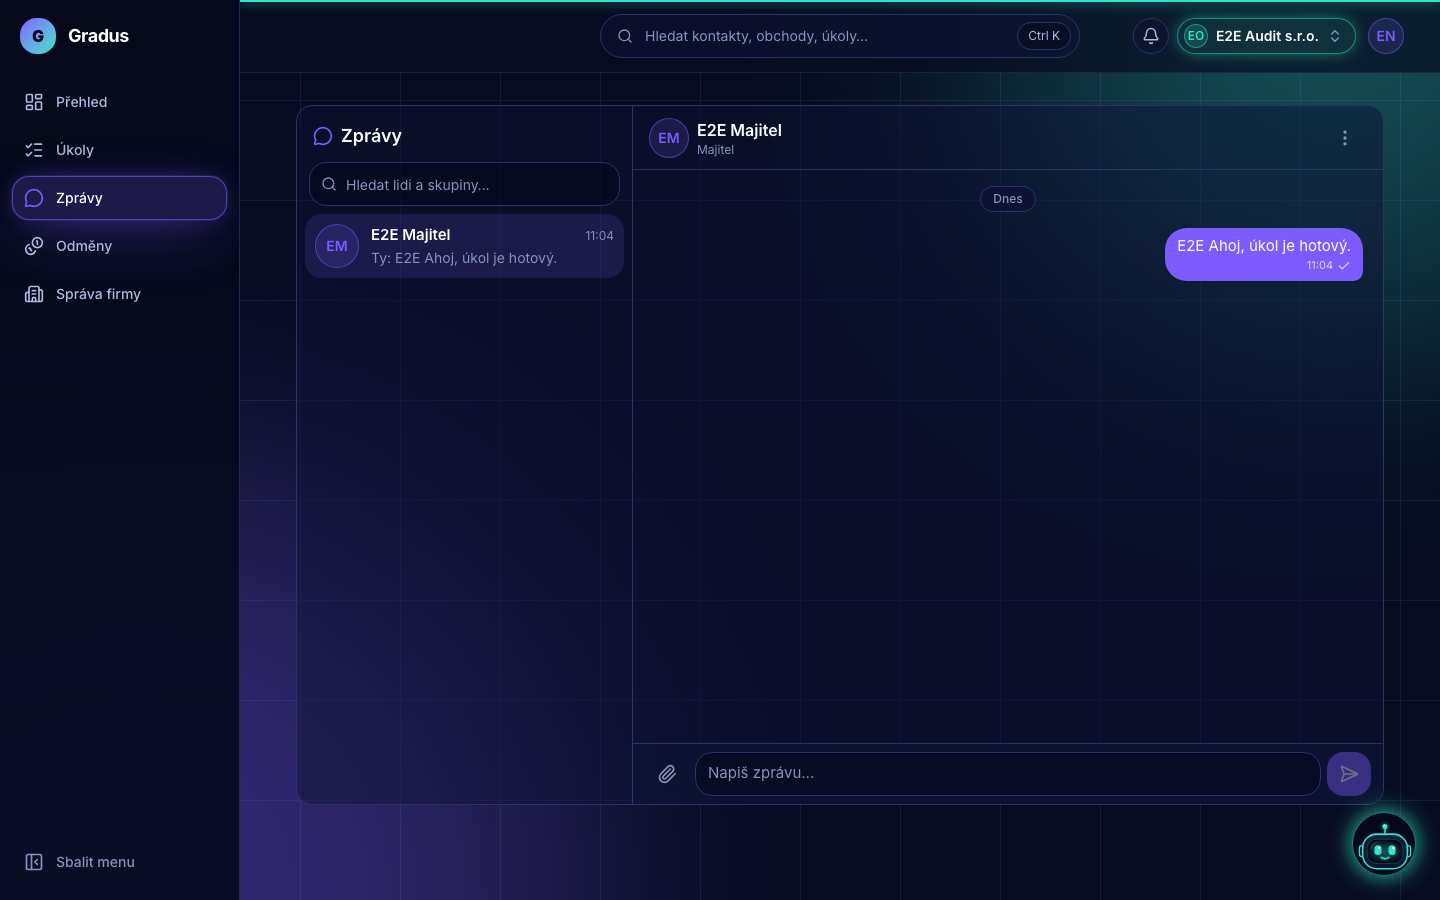 G Gradus
Hledat kontakty, obchody, úkoly...
Ctrl K
EO E2E Audit s.r.o.
EN
Přehled
Úkoly
Zprávy
Odměny
Správa firmy
Sbalit menu
Zprávy
Hledat lidi a skupiny...
EM
E2E Majitel 11:04
Ty: E2E Ahoj, úkol je hotový.
EM
E2E Majitel
Majitel
Dnes
E2E Ahoj, úkol je hotový.
11:04
Napiš zprávu...